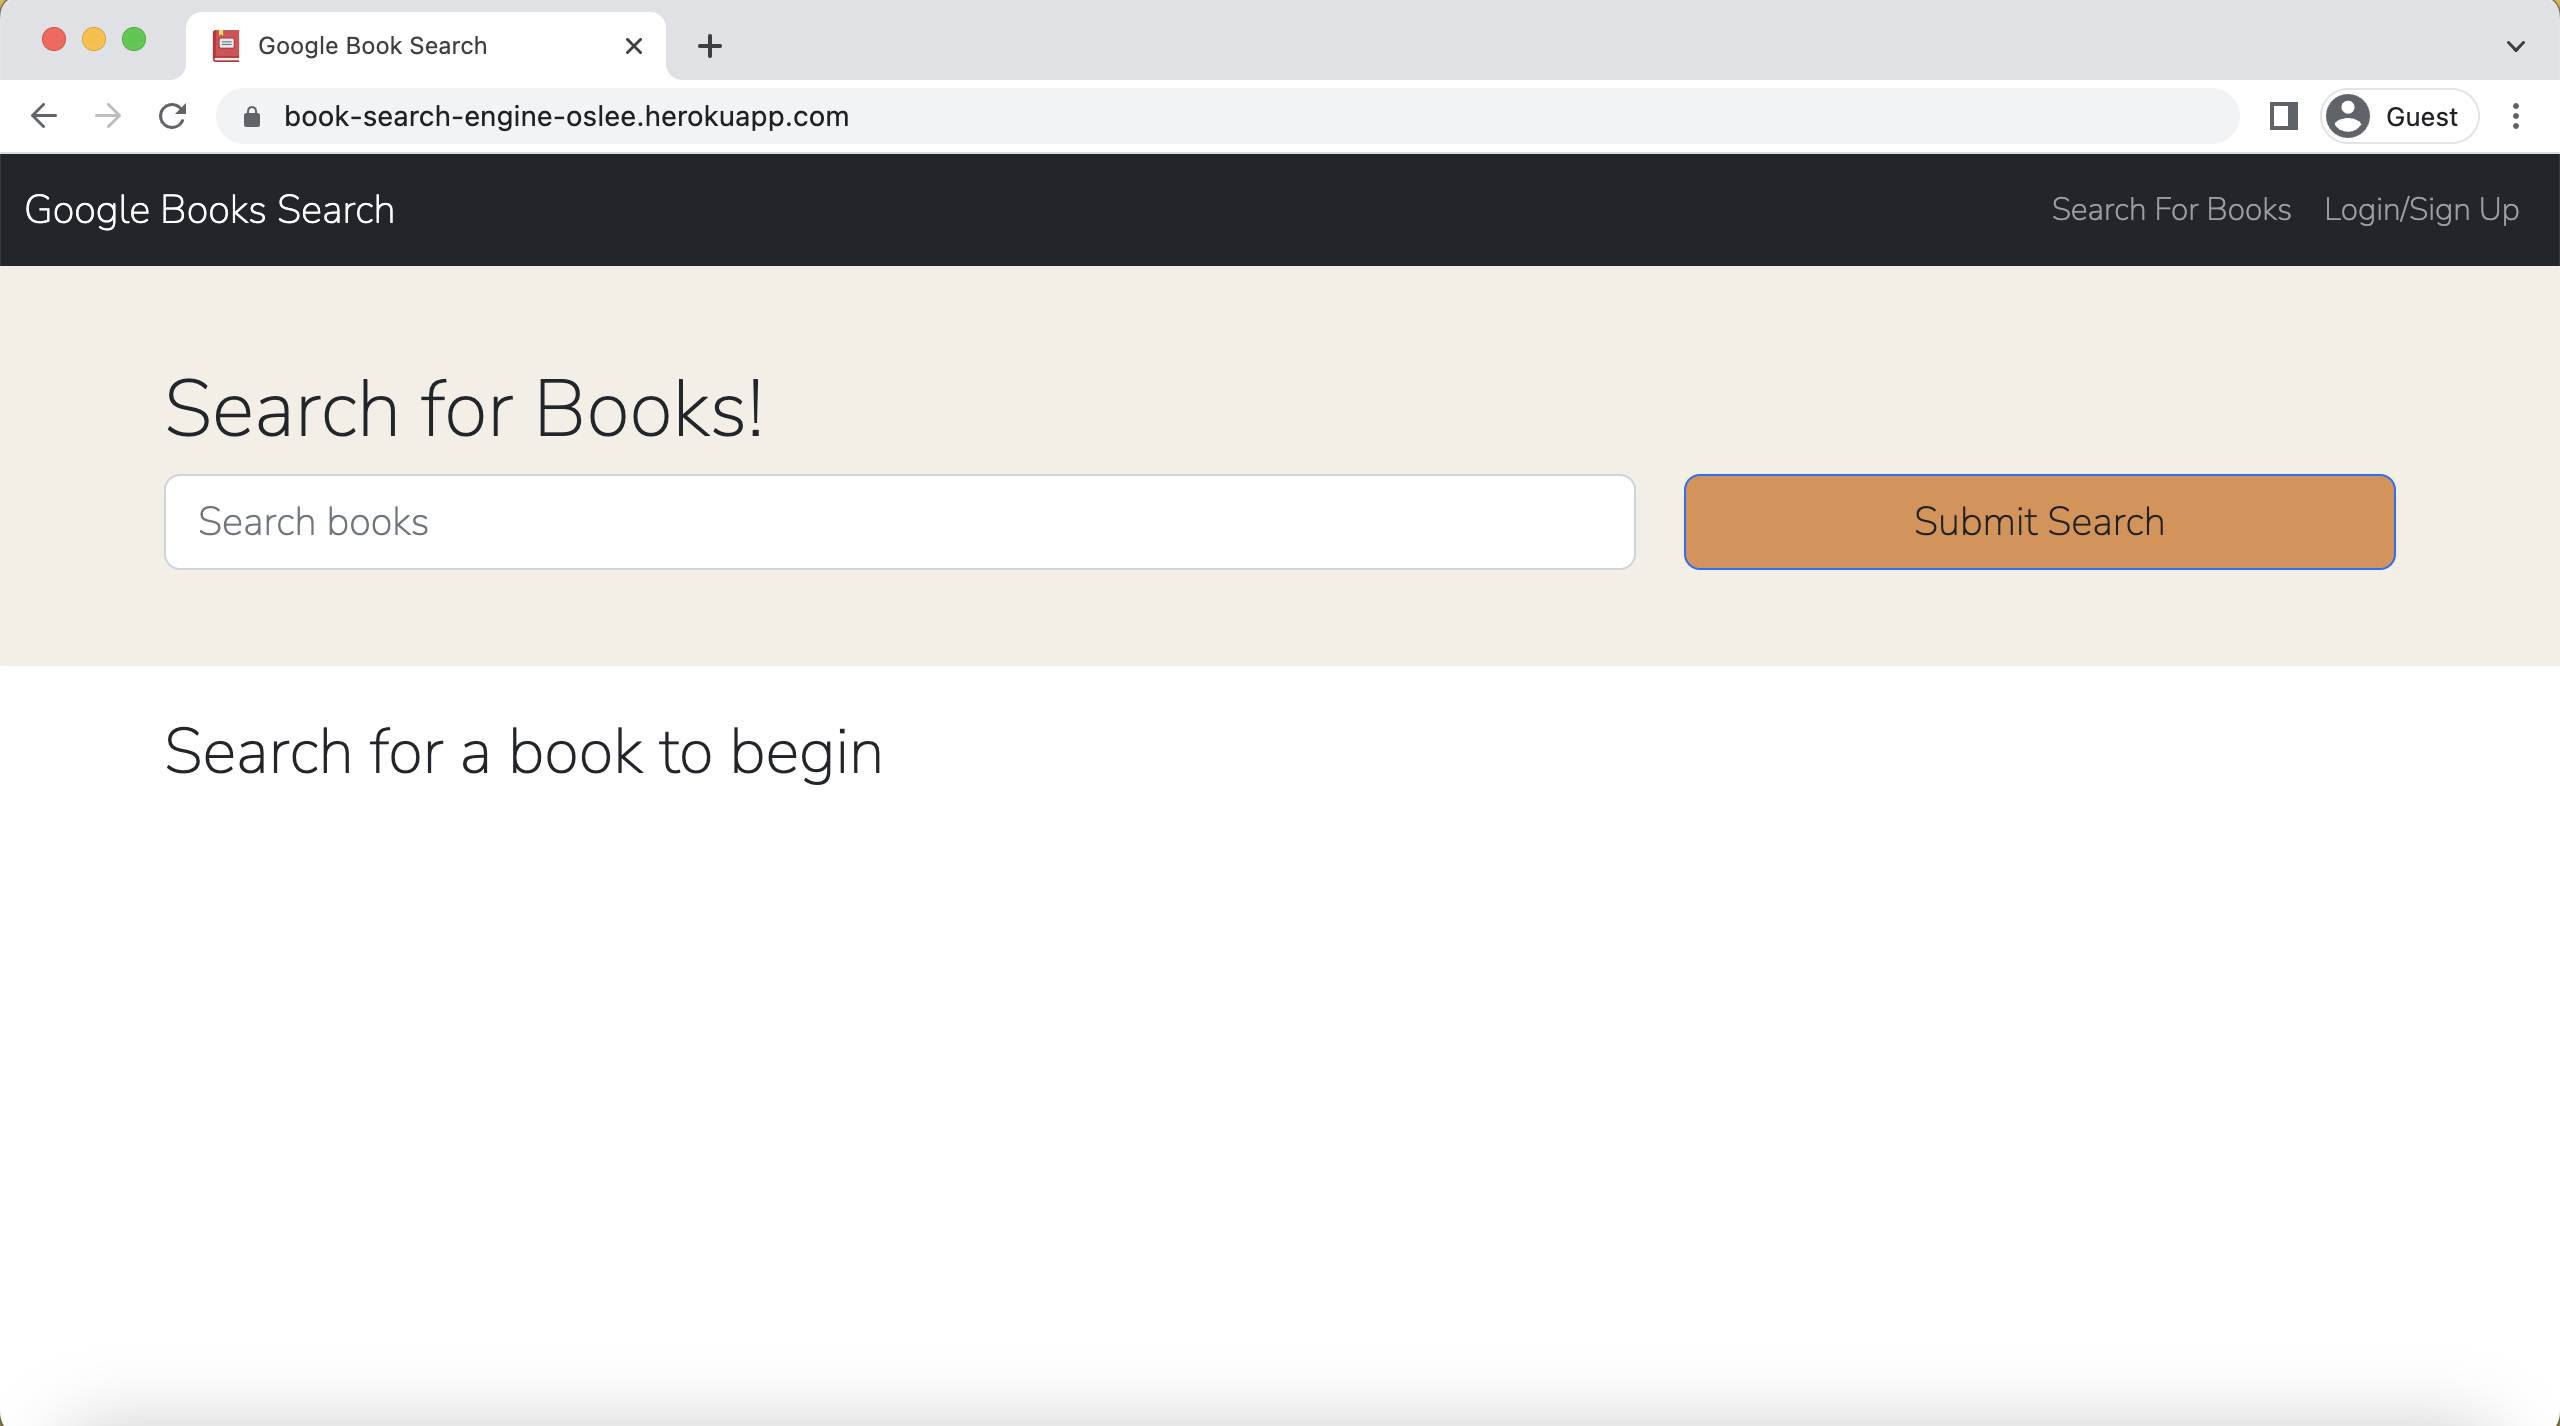 Google Book Search
book-search-engine-oslee.herokuapp.com
Guest
Google Books Search
Search For Books
Login/Sign Up
Search for Books!
Search books
Submit Search
Search for a book to begin